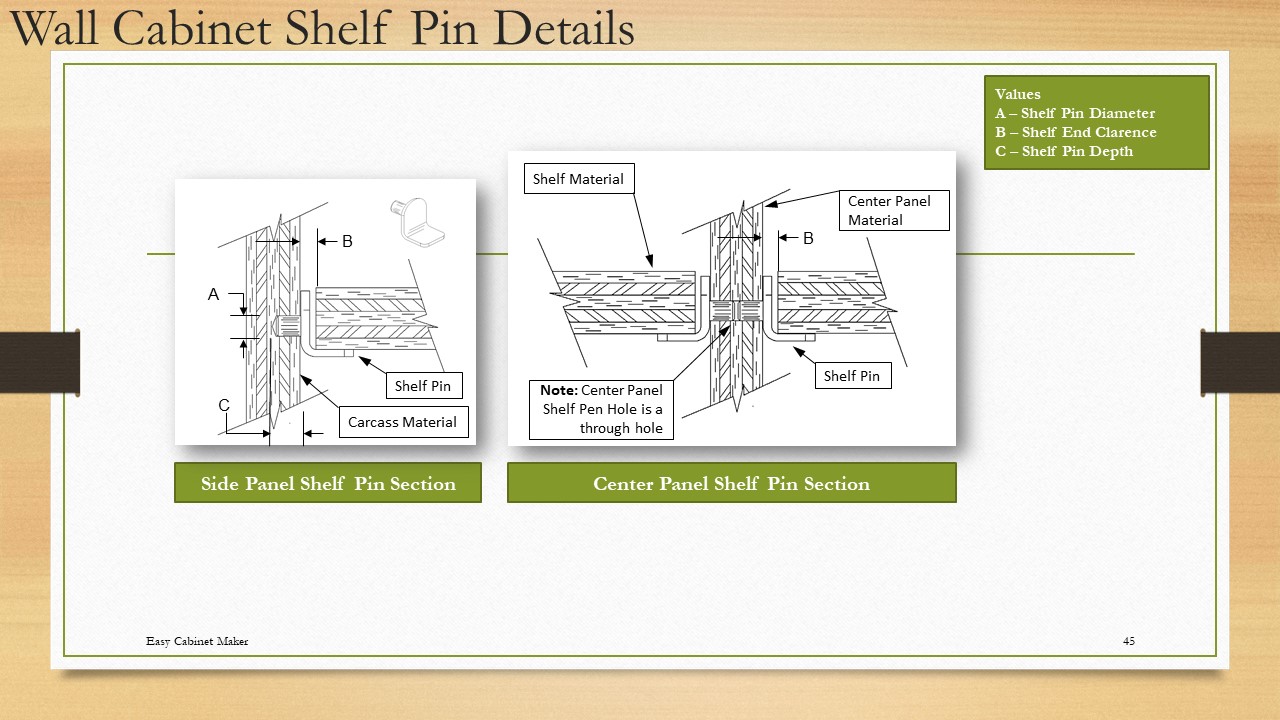 Wall Cabinet Shelf Pin Details
Values
A – Shelf Pin Diameter
B – Shelf End Clarence
C – Shelf Pin Depth
B
A
C
Shelf Pin
Carcass Material
Side Panel Shelf Pin Section
Shelf Material
Center Panel
Material
B
Shelf Pin
Note: Center Panel
Shelf Pen Hole is a
through hole
Center Panel Shelf Pin Section
Easy Cabinet Maker
45